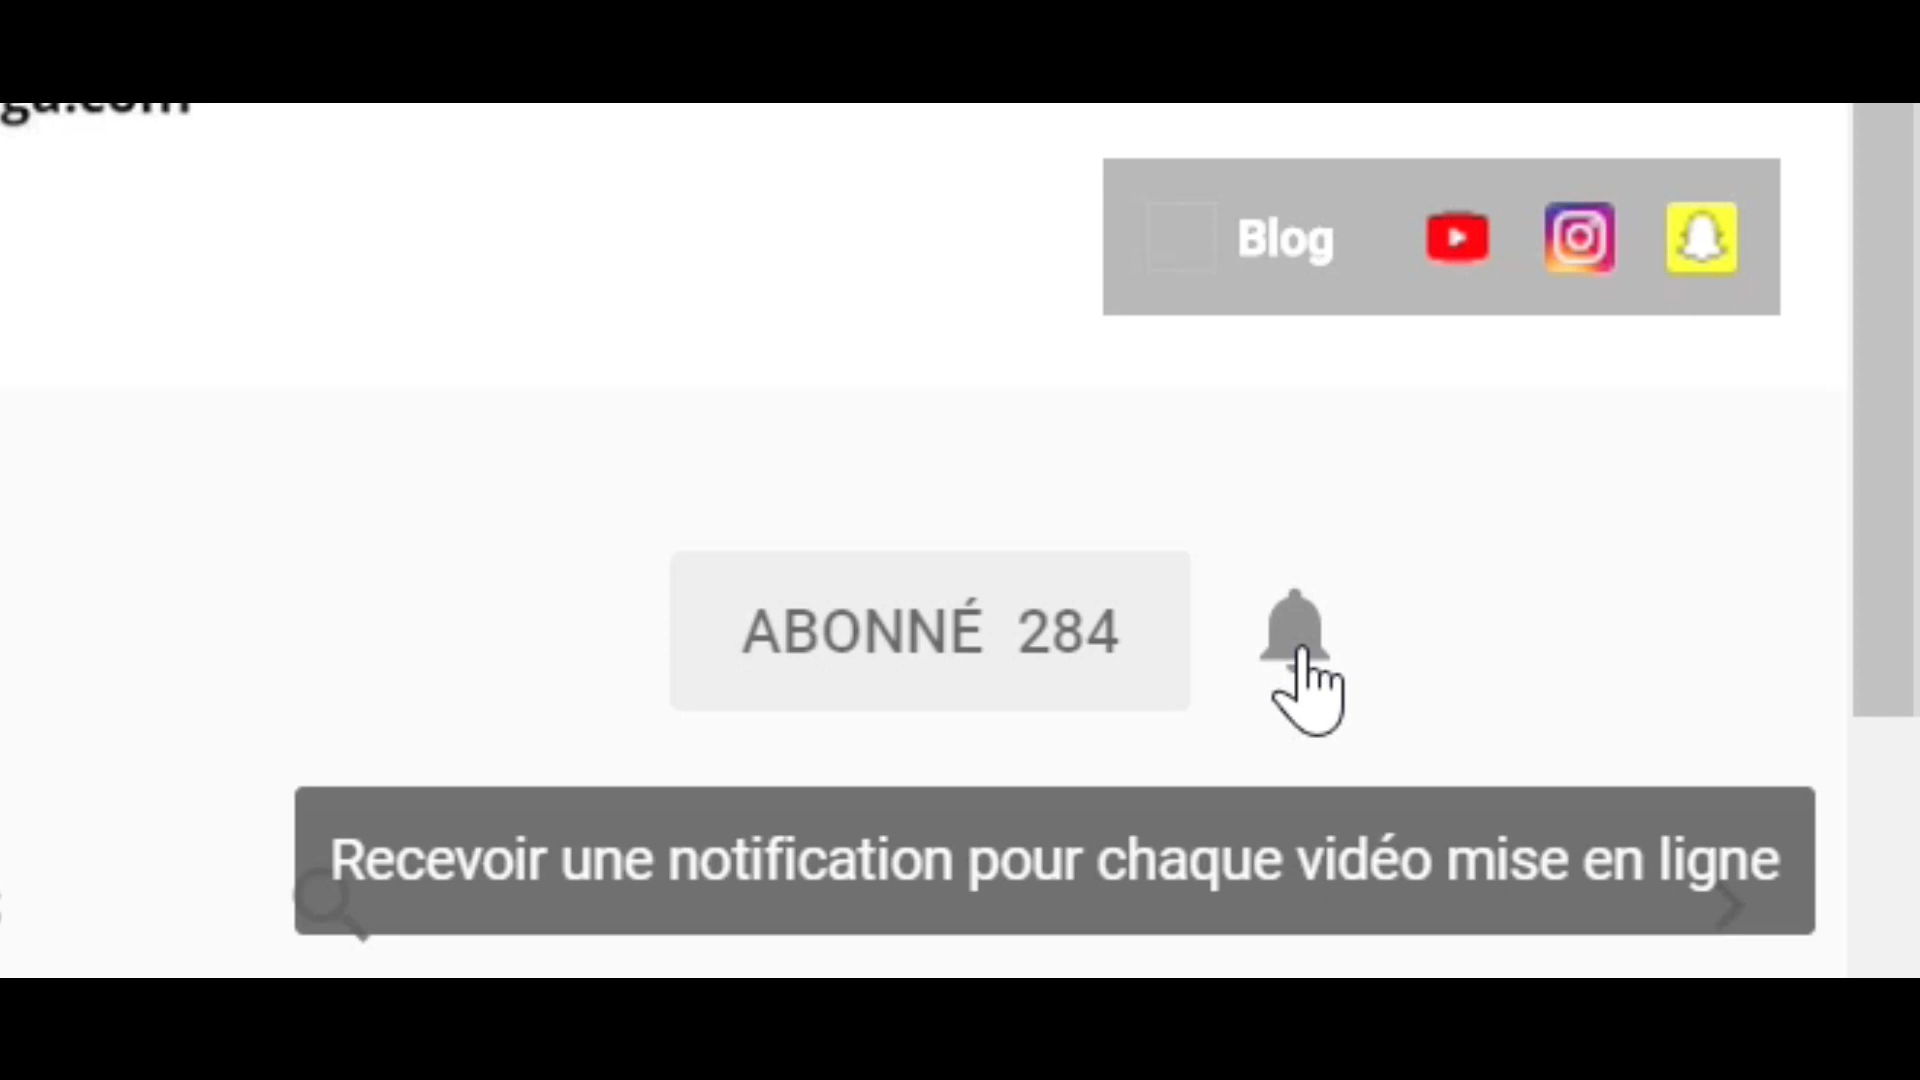 Blog
ABONNÉ 284
Recevoir une notification pour chaque vidéo mise en ligne